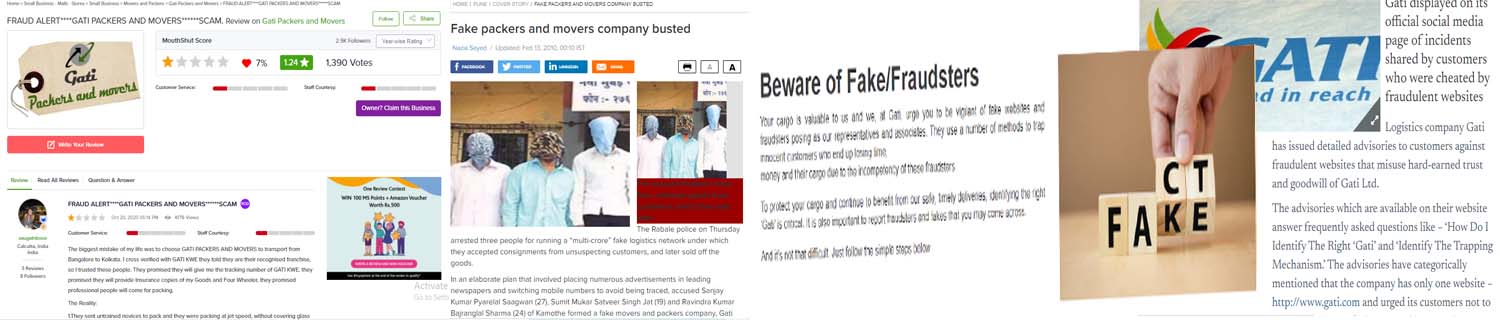 Home > Small Business - Malls - Stores > Small Business > Movers and Packers > Gati Packers and Movers > FRAUD ALERT****GATI PACKERS AND MOVERS******SCAM
FRAUD ALERT****GATI PACKERS AND MOVERS******SCAM. Review on Gati Packers and Movers
Follow
Share
Gati
Packers and movers
MouthShut Score
2.9K Followers
Year-wise Rating
7%
1.24
1,390 Votes
Customer Service:
Staff Courtesy:
Owner? Claim this Business
Write Your Review
Review
Read All Reviews
Question & Answer
Calcutta, India
India
3 Reviews
0 Followers
FRAUD ALERT****GATI PACKERS AND MOVERS******SCAM
Customer Service:
Staff Courtesy:
The biggest mistake of my life was to choose GATI PACKERS AND MOVERS to transport from
Bangalore to Kolkata. I cross verified with GATI KWE they told they are their recognised franchise,
so I trusted these people. They promised they will give me the tracking number of GATI KWE, they
promised they will provide Insurance copies of my Goods and Four Wheeler, they promised
professional people will come for packing.
The Reality:
1.They sent untrained novices to pack and they were packing at jet speed, without covering glass
One Review Contest
WIN 100 MS Points + Amazon Voucher
Worth Rs.500
WRITE A REVIEW AND WIN VOUCHER
Activate
Go to Setti
HOME / PUNE / COVER STORY / FAKE PACKERS AND MOVERS COMPANY BUSTED
Fake packers and movers company busted
Nazia Sayed / Updated: Feb 13, 2010, 00:10 IST
FACEBOOK
TWITTER
LINKEDIN
EMAIL
A
A
The Rabale police on Thursday
arrested three people for running a "multi-crore" fake logistics network under which
they accepted consignments from unsuspecting customers, and later sold off the
goods.
In an elaborate plan that involved placing numerous advertisements in leading
newspapers and switching mobile numbers to avoid being traced, accused Sanjay
Kumar Pyarelal Saagwan (27), Sumit Mukar Satveer Singh Jat (19) and Ravindra Kumar
Bajranglal Sharma (24) of Kamothe formed a fake movers and packers company, Gati
Beware of Fake/Fraudsters
Your cargo is valuable to us and we, at Gati, urge you to be vigilant of fake websites and
fraudsters posing as our representatives and associates. They use a number of methods to trap
innocent customers who end up losing time,
money and their cargo due to the incompetency of these fraudsters.
To protect your cargo and continue to benefit from our safe, timely deliveries, identifying the right
'Gati' is critical. It is also important to report fraudsters and fakes that you may come across.
And it's not that difficult. Just follow the simple steps below
GATI
d in reach
CT
FAKE
Gati displayed on its
official social media
page of incidents
shared by customers
who were cheated by
fraudulent websites
Logistics company Gati
has issued detailed advisories to customers against
fraudulent websites that misuse hard-earned trust
and goodwill of Gati Ltd.
The advisories which are available on their website
answer frequently asked questions like – 'How Do I
Identify The Right 'Gati' and 'Identify The Trapping
Mechanism.' The advisories have categorically
mentioned that the company has only one website –
http://www.gati.com and urged its customers not to